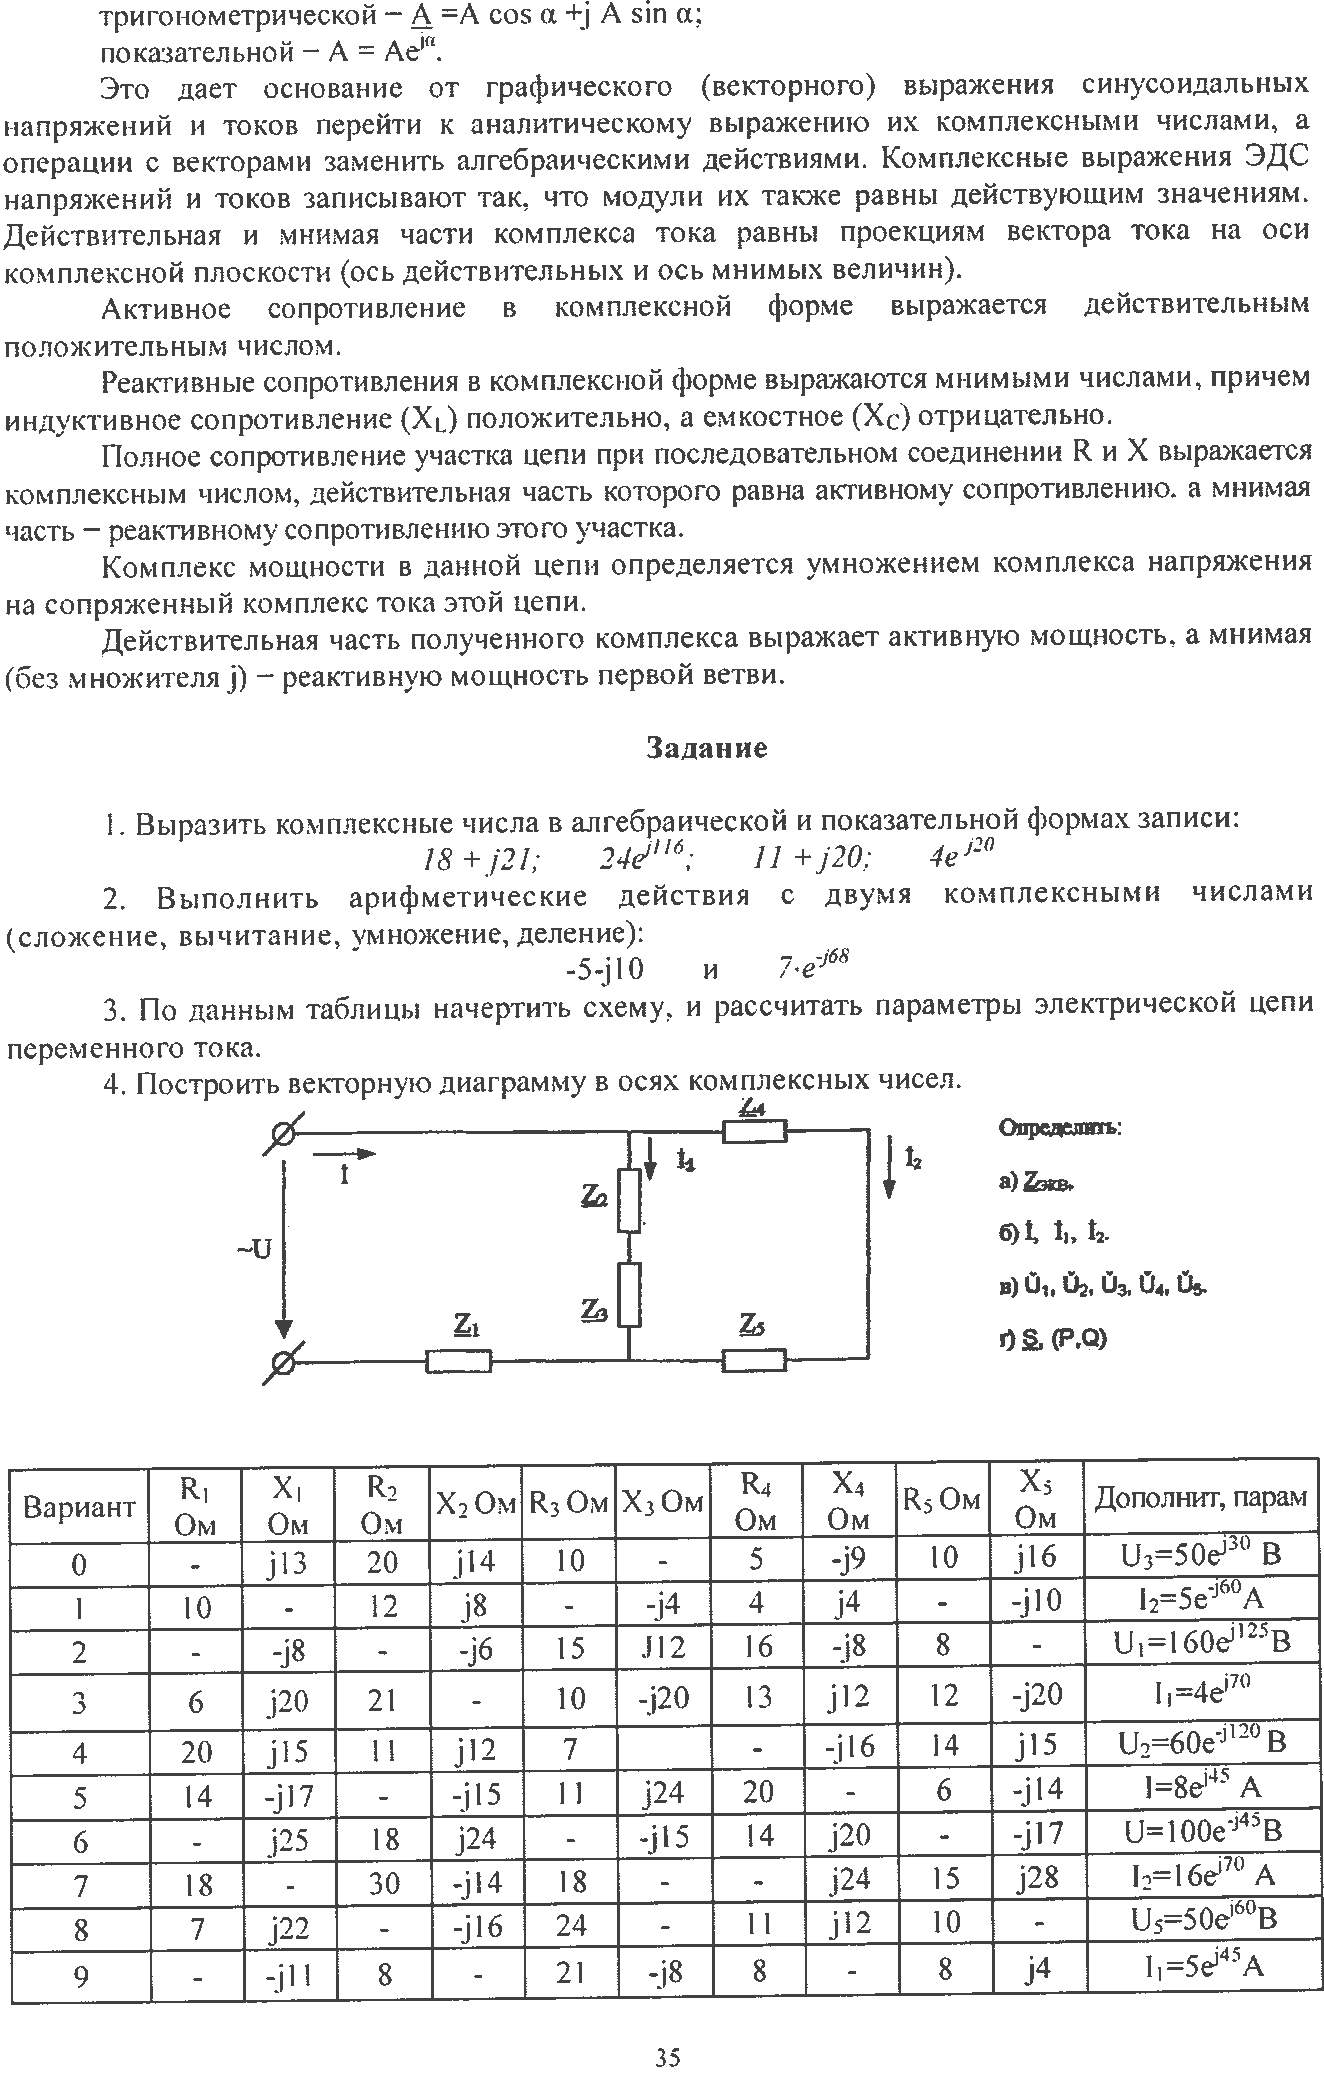 тригонометрической – A =A cos α +j A sin α;
показательной – A = Ae^jα.
Это дает основание от графического (векторного) выражения синусоидальных
напряжений и токов перейти к аналитическому выражению их комплексными числами, а
операции с векторами заменить алгебраическими действиями. Комплексные выражения ЭДС
напряжений и токов записывают так, что модули их также равны действующим значениям.
Действительная и мнимая части комплекса тока равны проекциям вектора тока на оси
комплексной плоскости (ось действительных и ось мнимых величин).
Активное сопротивление в комплексной форме выражается действительным
положительным числом.
Реактивные сопротивления в комплексной форме выражаются мнимыми числами, причем
индуктивное сопротивление (XL) положительно, а емкостное (XC) отрицательно.
Полное сопротивление участка цепи при последовательном соединении R и X выражается
комплексным числом, действительная часть которого равна активному сопротивлению. а мнимая
часть – реактивному сопротивлению этого участка.
Комплекс мощности в данной цепи определяется умножением комплекса напряжения
на сопряженный комплекс тока этой цепи.
Действительная часть полученного комплекса выражает активную мощность, а мнимая
(без множителя j) – реактивную мощность первой ветви.
Задание
1. Выразить комплексные числа в алгебраической и показательной формах записи:
18 +j21; 24e^j116; 11 +j20; 4e^j20
2. Выполнить арифметические действия с двумя комплексными числами
(сложение, вычитание, умножение, деление):
-5-j10 и 7·e^-j68
3. По данным таблицы начертить схему, и рассчитать параметры электрической цепи
переменного тока.
4. Построить векторную диаграмму в осях комплексных чисел.
Z4
Определить:
I
I1
I2
а) Zэкв.
Z2
~U
б) I, I1, I2.
Z3
в) Ŭ1, Ŭ2, Ŭ3, Ŭ4, Ŭ5.
Z1
Z5
г) S, (P,Q)
Вариант R1 Ом X1 Ом R2 Ом X2 Ом R3 Ом X3 Ом R4 Ом X4 Ом R5 Ом X5 Ом Дополнит, парам
0 - j13 20 j14 10 - 5 -j9 10 j16 U3=50e^j30 В
1 10 - 12 j8 - -j4 4 j4 - -j10 I2=5e^-j60 А
2 - -j8 - -j6 15 J12 16 -j8 8 - U1=160e^j125 В
3 6 j20 21 - 10 -j20 13 j12 12 -j20 I1=4e^j70
4 20 j15 11 j12 7 - -j16 14 j15 U2=60e^-j120 В
5 14 -j17 - -j15 11 j24 20 - 6 -j14 I=8e^j45 А
6 - j25 18 j24 - -j15 14 j20 - -j17 U=100e^-j45 В
7 18 - 30 -j14 18 - - j24 15 j28 I2=16e^j70 А
8 7 j22 - -j16 24 - 11 j12 10 - U5=50e^j60 В
9 - -j11 8 - 21 -j8 8 - 8 j4 I1=5e^j45 А
35